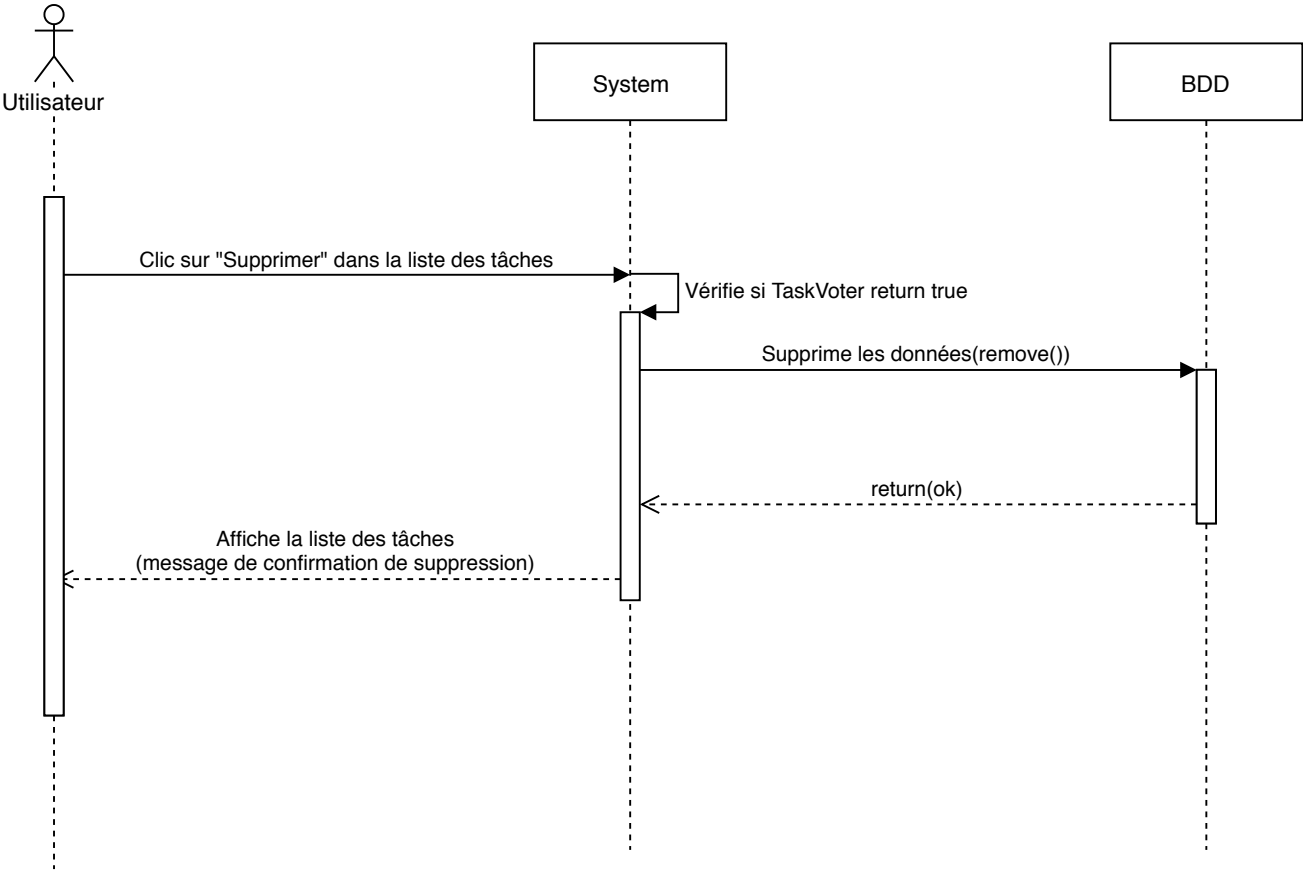 Utilisateur
System
BDD
Clic sur "Supprimer" dans la liste des tâches
Vérifie si TaskVoter return true
Supprime les données(remove())
return(ok)
Affiche la liste des tâches
(message de confirmation de suppression)